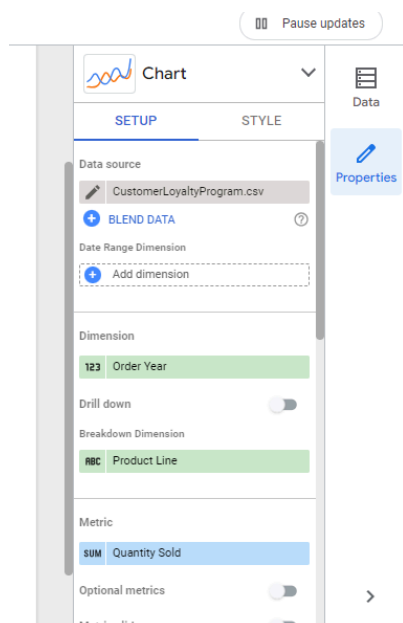 Pause updates
Chart
Data
SETUP STYLE
Properties
Data source
CustomerLoyaltyProgram.csv
BLEND DATA
Date Range Dimension
Add dimension
Dimension
123 Order Year
Drill down
Breakdown Dimension
ABC Product Line
Metric
SUM Quantity Sold
Optional metrics